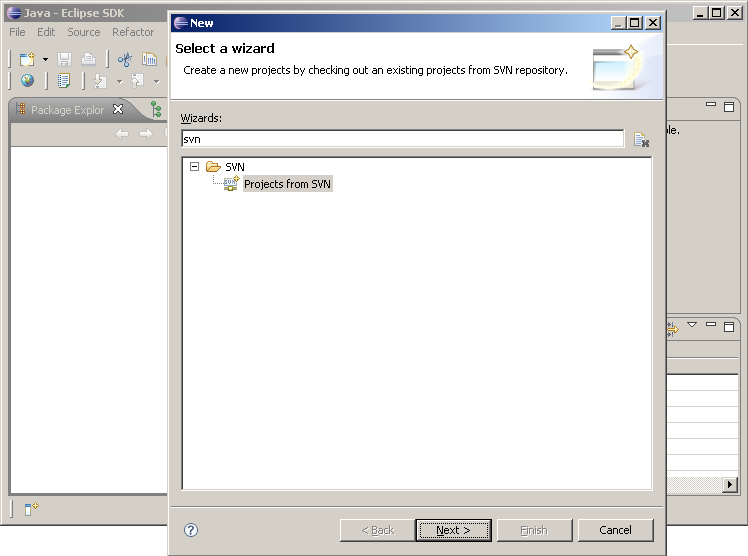 Java - Eclipse SDK
File Edit Source Refactor
Package Explor
New
Select a wizard
Create a new projects by checking out an existing projects from SVN repository.
Wizards:
svn
SVN
Projects from SVN
< Back Next > Finish Cancel